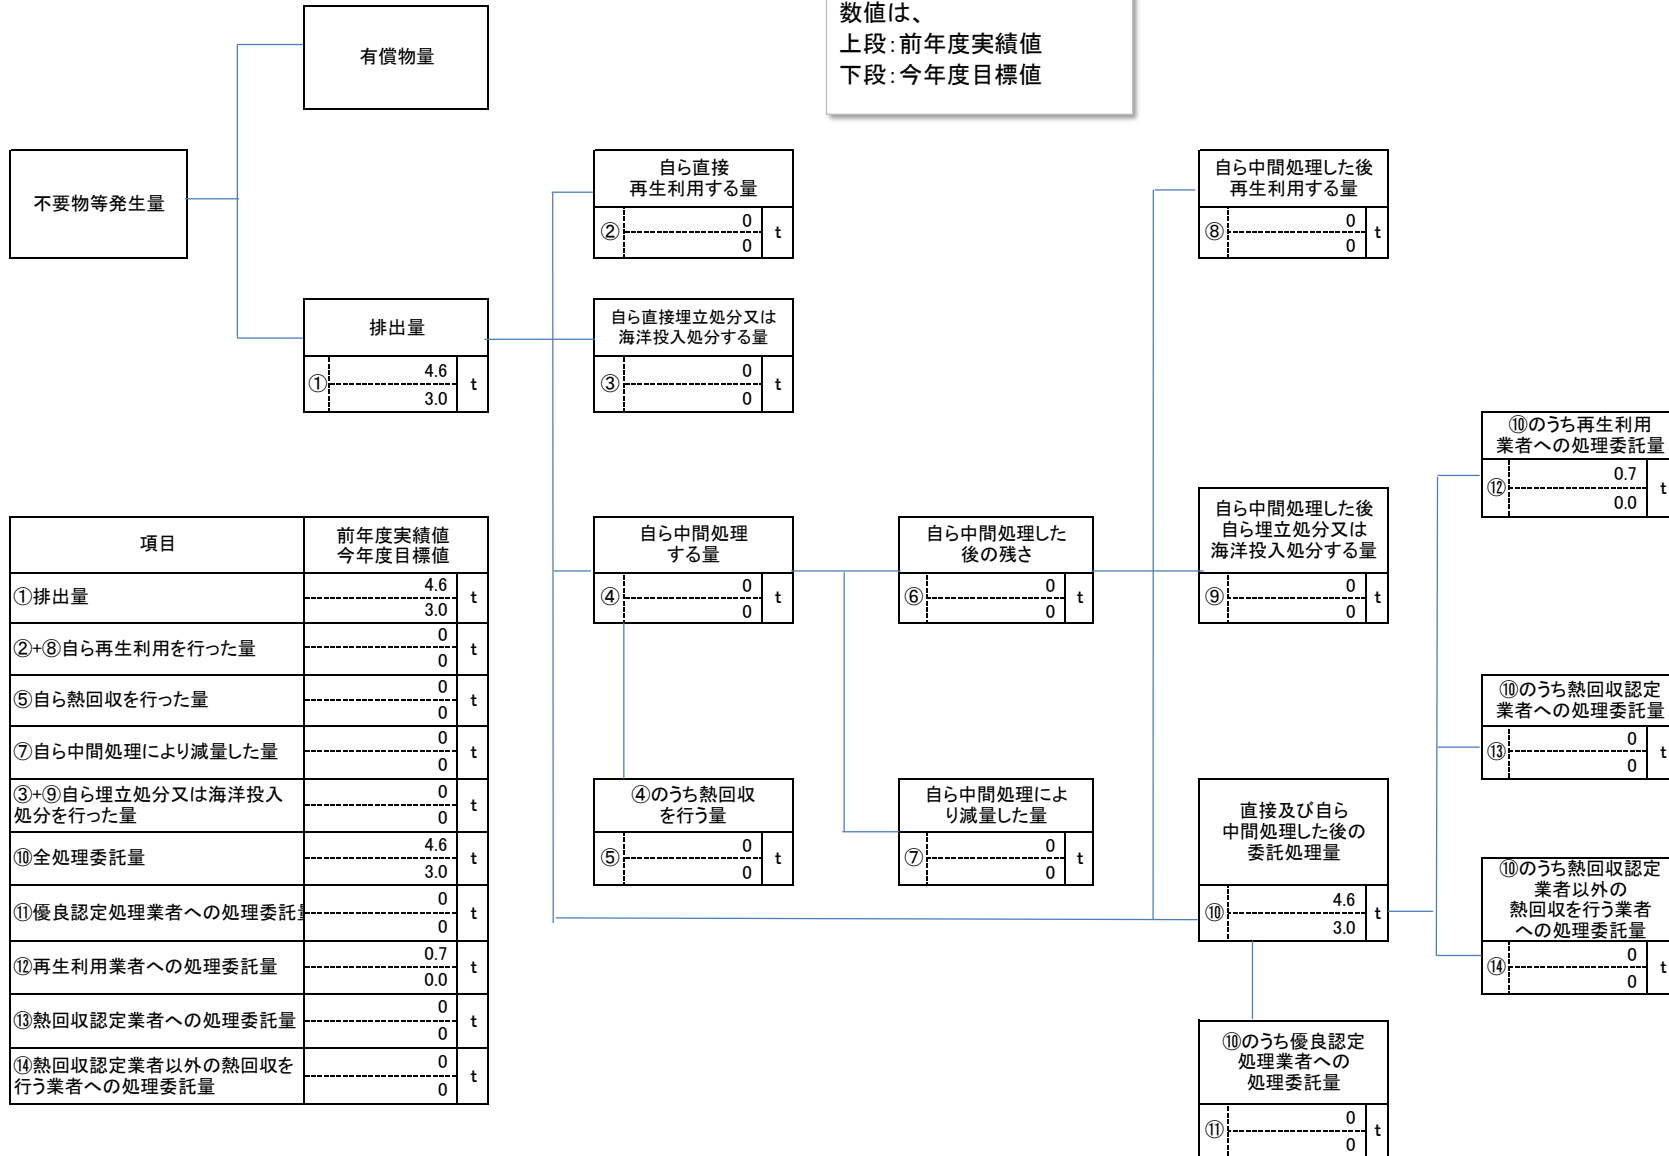 数値は、
上段：前年度実績値
下段：今年度目標値
有償物量
不要物等発生量
自ら直接
再生利用する量
② 0 t
0
自ら中間処理した後
再生利用する量
⑧ 0 t
0
排出量
① 4.6 t
3.0
自ら直接埋立処分又は
海洋投入処分する量
③ 0 t
0
⑩のうち再生利用
業者への処理委託量
⑫ 0.7 t
0.0
自ら中間処理
する量
④ 0 t
0
自ら中間処理した
後の残さ
⑥ 0 t
0
自ら中間処理した後
自ら埋立処分又は
海洋投入処分する量
⑨ 0 t
0
⑩のうち熱回収認定
業者への処理委託量
⑬ 0 t
0
④のうち熱回収
を行う量
⑤ 0 t
0
自ら中間処理によ
り減量した量
⑦ 0 t
0
直接及び自ら
中間処理した後の
委託処理量
⑩ 4.6 t
3.0
⑩のうち熱回収認定
業者以外の
熱回収を行う業者
への処理委託量
⑭ 0 t
0
⑩のうち優良認定
処理業者への
処理委託量
⑪ 0 t
0
項目 前年度実績値
今年度目標値
①排出量 4.6 t
3.0
②+⑧自ら再生利用を行った量 0 t
0
⑤自ら熱回収を行った量 0 t
0
⑦自ら中間処理により減量した量 0 t
0
③+⑨自ら埋立処分又は海洋投入
処分を行った量 0 t
0
⑩全処理委託量 4.6 t
3.0
⑪優良認定処理業者への処理委託 0 t
0
⑫再生利用業者への処理委託量 0.7 t
0.0
⑬熱回収認定業者への処理委託量 0 t
0
⑭熱回収認定業者以外の熱回収を
行う業者への処理委託量 0 t
0